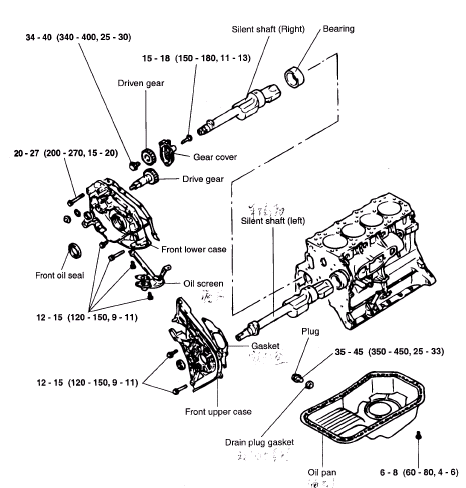 Silent shaft (Right)
Bearing
34 - 40 (340 - 400, 25 - 30)
15 - 18 (150 - 180, 11 - 13)
Driven gear
20 - 27 (200 - 270, 15 - 20)
Gear cover
Drive gear
Silent shaft (left)
Front lower case
Front oil seal
Oil screen
12 - 15 (120 - 150, 9 - 11)
Plug
Gasket
35 - 45 (350 - 450, 25 - 33)
12 - 15 (120 - 150, 9 - 11)
Front upper case
Drain plug gasket
Oil pan
6 - 8 (60 - 80, 4 - 6)